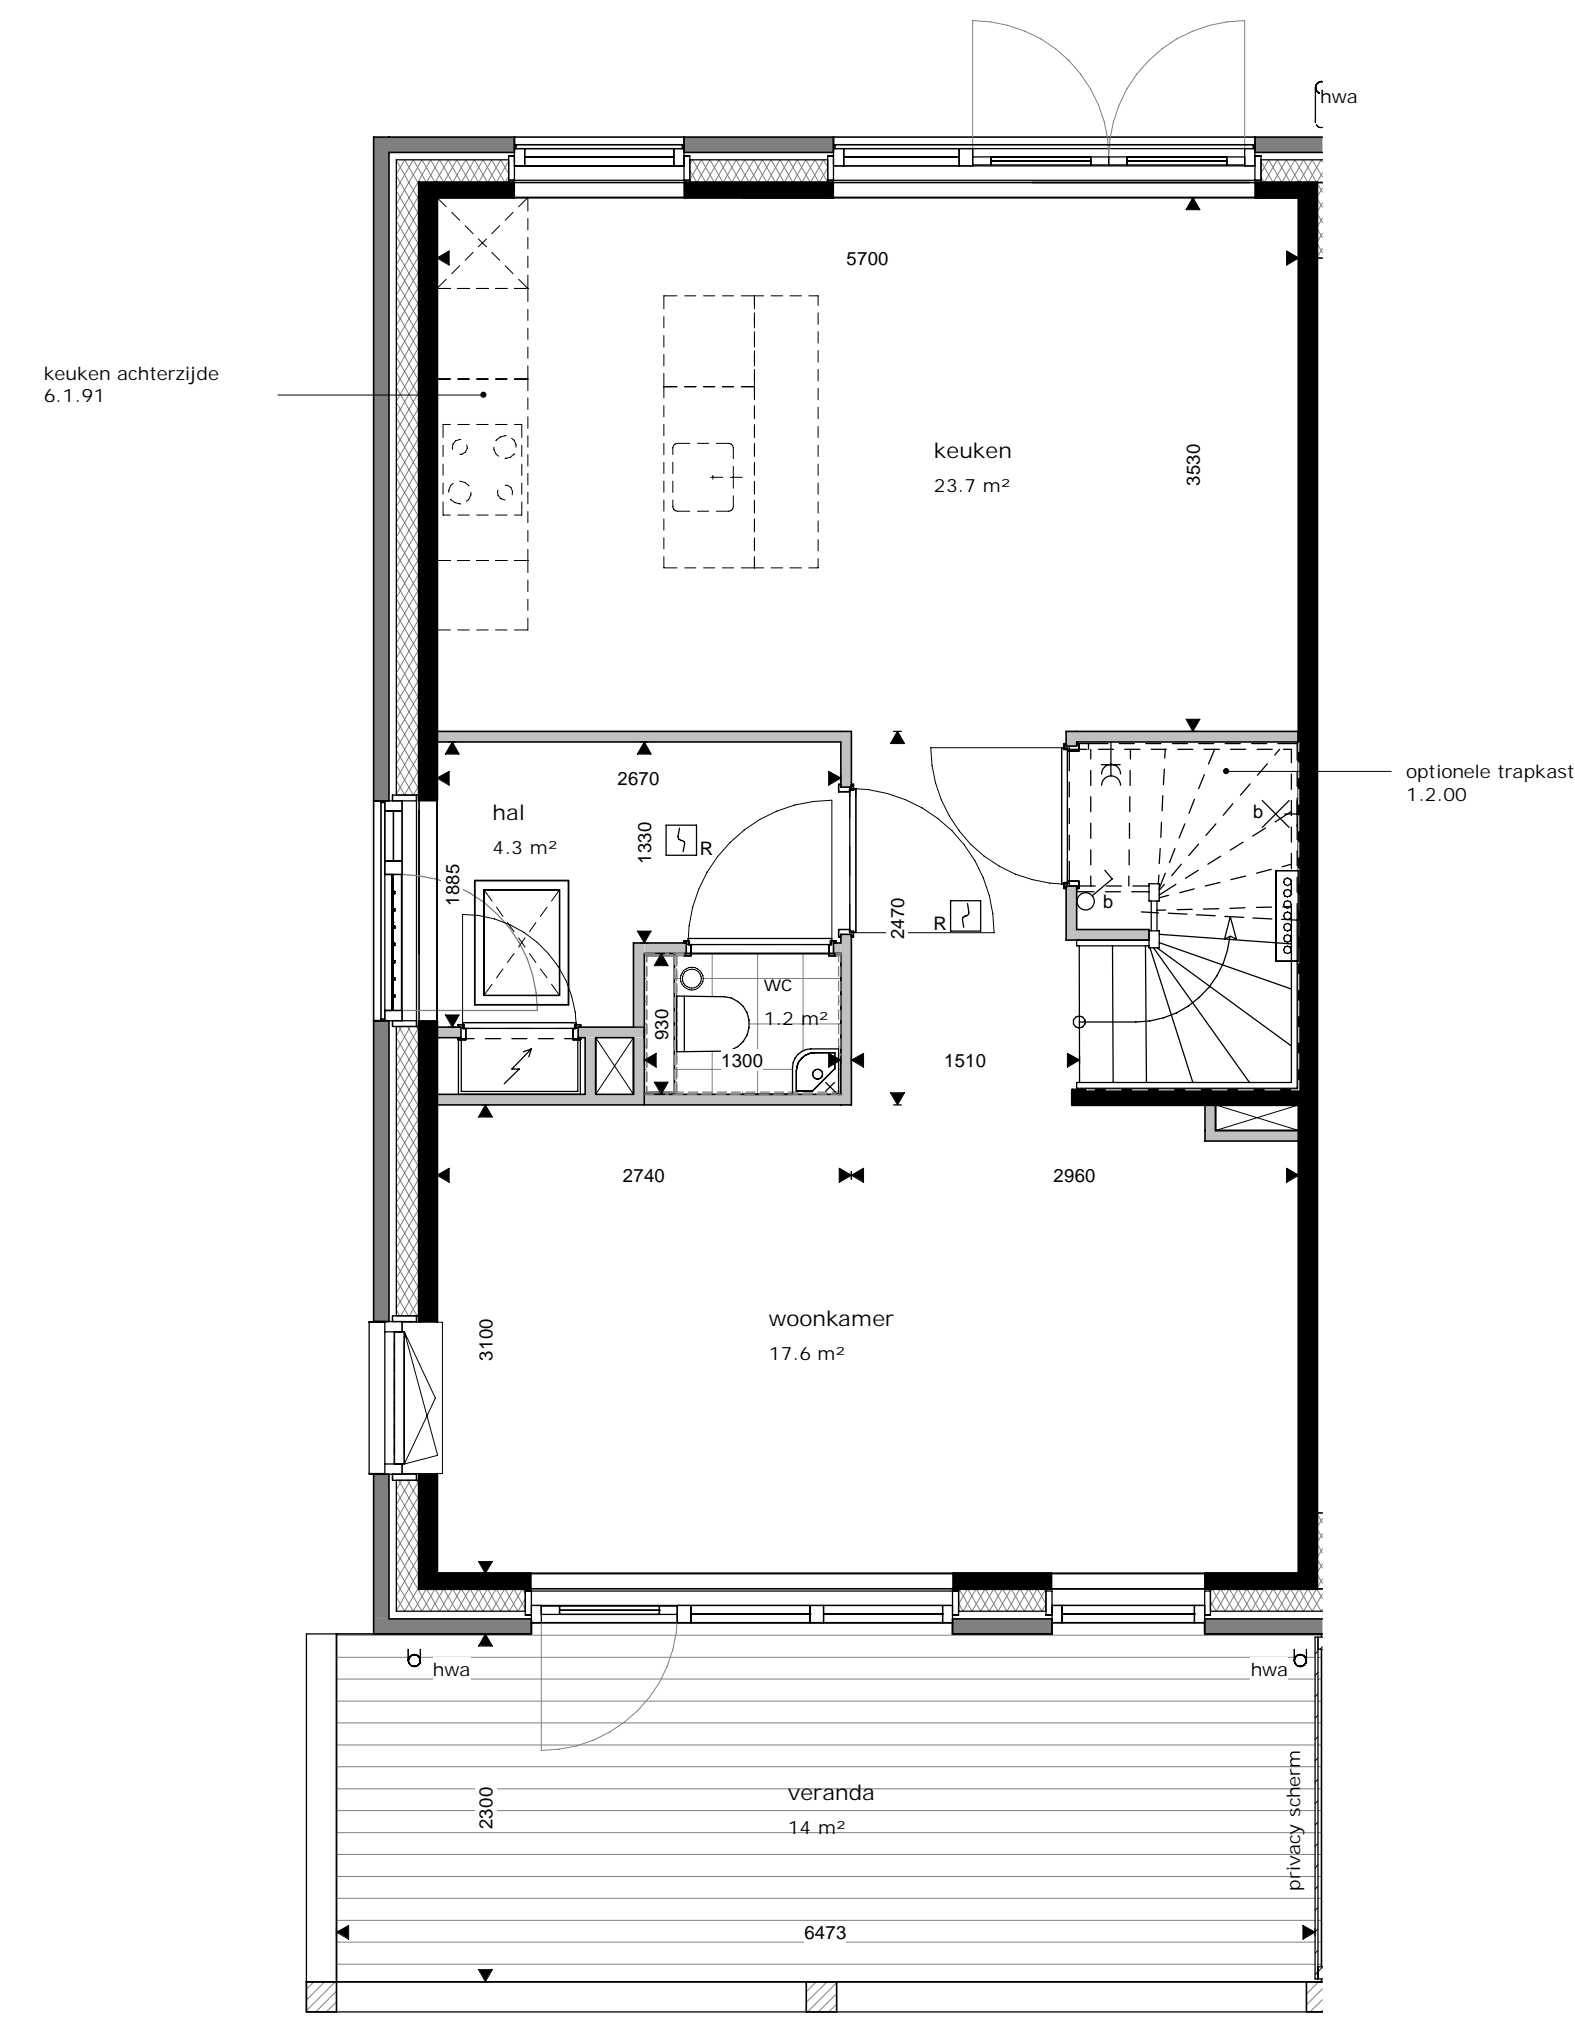 hwa
5700
keuken achterzijde
6.1.91
keuken
23.7 m²
3530
2670
optionele trapkast
1.2.00
hal
4.3 m²
1330
R
b
1885
b
2470
R
wc
1.2 m²
930
1300
1510
2740
2960
woonkamer
17.6 m²
3100
hwa
hwa
veranda
14 m²
2300
privacy scherm
6473